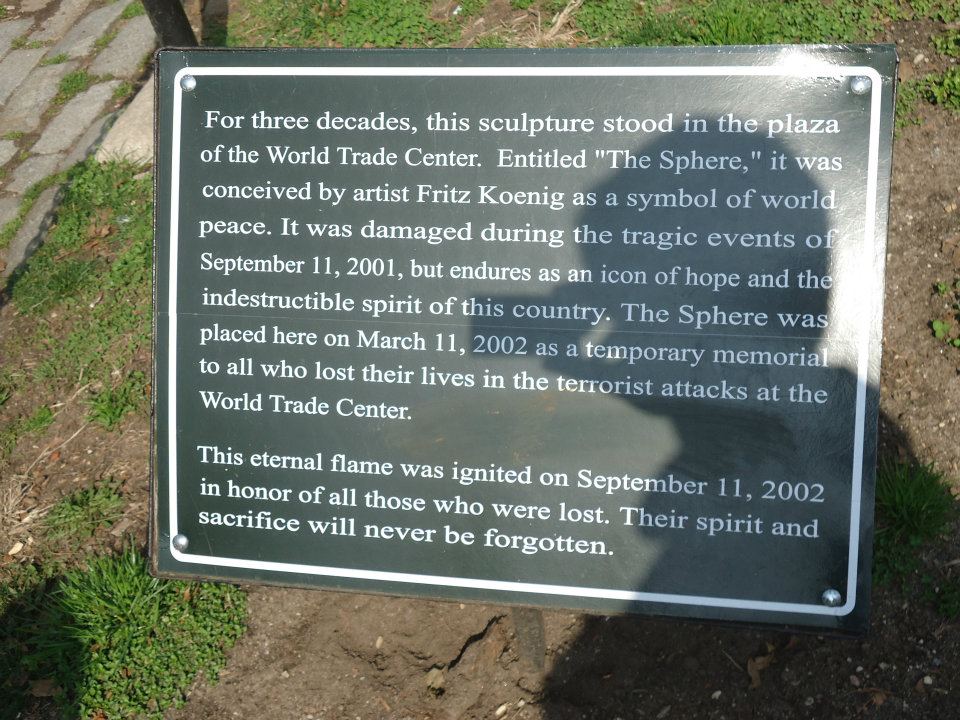 For three decades, this sculpture stood in the plaza
of the World Trade Center. Entitled "The Sphere," it was
conceived by artist Fritz Koenig as a symbol of world
peace. It was damaged during the tragic events of
September 11, 2001, but endures as an icon of hope and the
indestructible spirit of this country. The Sphere was
placed here on March 11, 2002 as a temporary memorial
to all who lost their lives in the terrorist attacks at the
World Trade Center.
This eternal flame was ignited on September 11, 2002
in honor of all those who were lost. Their spirit and
sacrifice will never be forgotten.